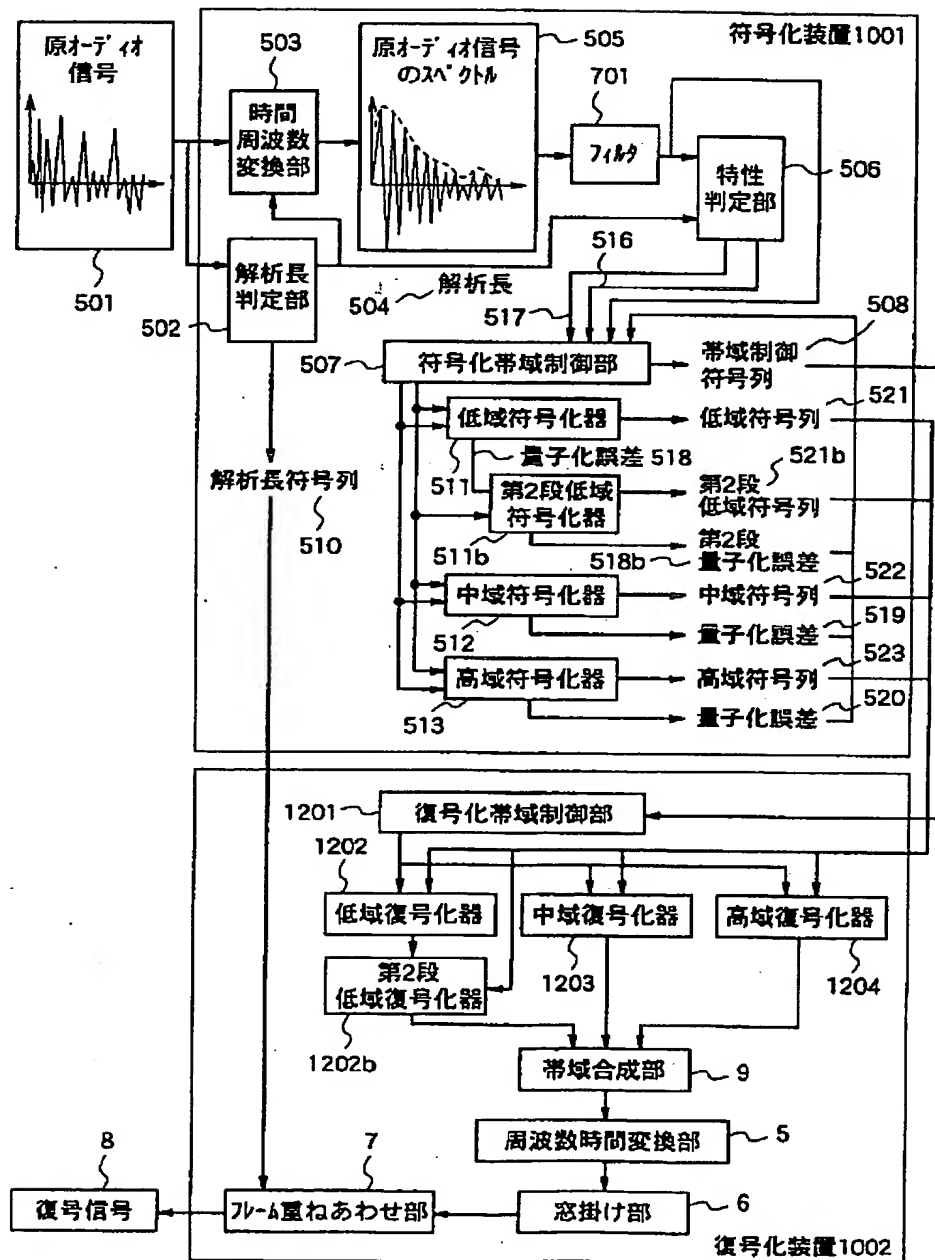 符号化装置1001
原オーディオ
信号
501
503
時間
周波数
変換部
原オーディオ信号
のスペクトル
505
701
フィルタ
特性
判定部
506
解析長
判定部
502
504
解析長
516
517
508
507
符号化帯域制御部
帯域制御
符号列
低域符号化器
低域符号列
521
量子化誤差 518
511
第2段低域
符号化器
511b
第2段
低域符号列
521b
第2段
量子化誤差
518b
解析長符号列
510
中域符号化器
512
中域符号列
522
量子化誤差
519
高域符号化器
513
高域符号列
523
量子化誤差
520
1201
復号化帯域制御部
1202
低域復号化器
中域復号化器
1203
高域復号化器
1204
第2段
低域復号化器
1202b
帯域合成部
9
周波数時間変換部
5
8
復号信号
7
フレーム重ねあわせ部
窓掛け部
6
復号化装置1002